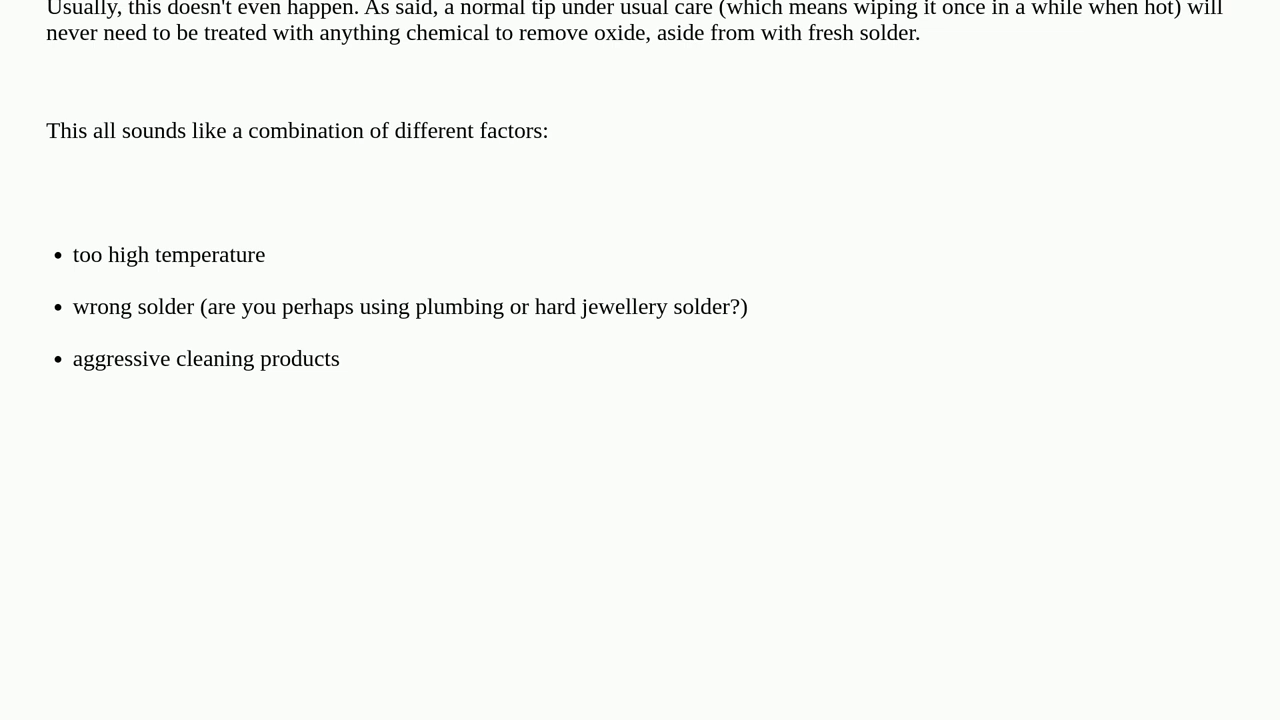 Usually, this doesn't even happen. As said, a normal tip under usual care (which means wiping it once in a while when hot) will
never need to be treated with anything chemical to remove oxide, aside from with fresh solder.
This all sounds like a combination of different factors:
• too high temperature
• wrong solder (are you perhaps using plumbing or hard jewellery solder?)
• aggressive cleaning products